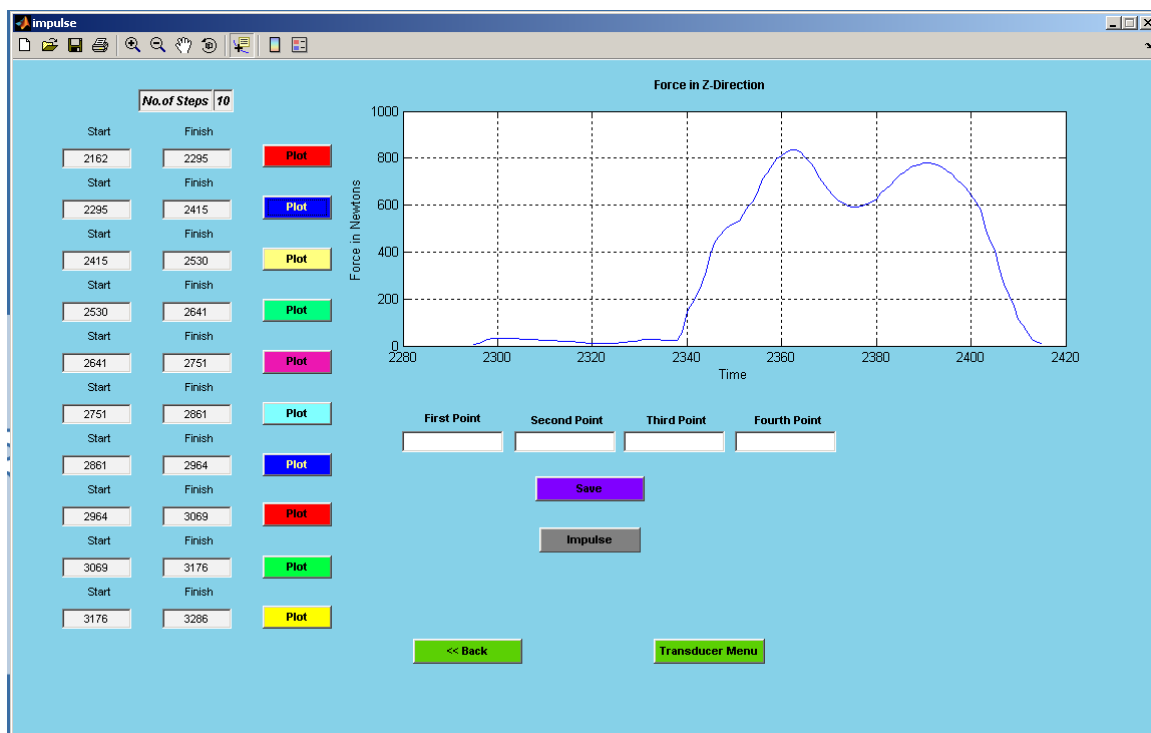 impulse
No.of Steps 10
Start Finish
2162 2295 Plot
Start Finish
2295 2415 Plot
Start Finish
2415 2530 Plot
Start Finish
2530 2641 Plot
Start Finish
2641 2751 Plot
Start Finish
2751 2861 Plot
Start Finish
2861 2964 Plot
Start Finish
2964 3069 Plot
Start Finish
3069 3176 Plot
Start Finish
3176 3286 Plot
Force in Z-Direction
Force in Newtons
1000
800
600
400
200
0
2280 2300 2320 2340 2360 2380 2400 2420
Time
First Point Second Point Third Point Fourth Point
Save
Impulse
<< Back Transducer Menu